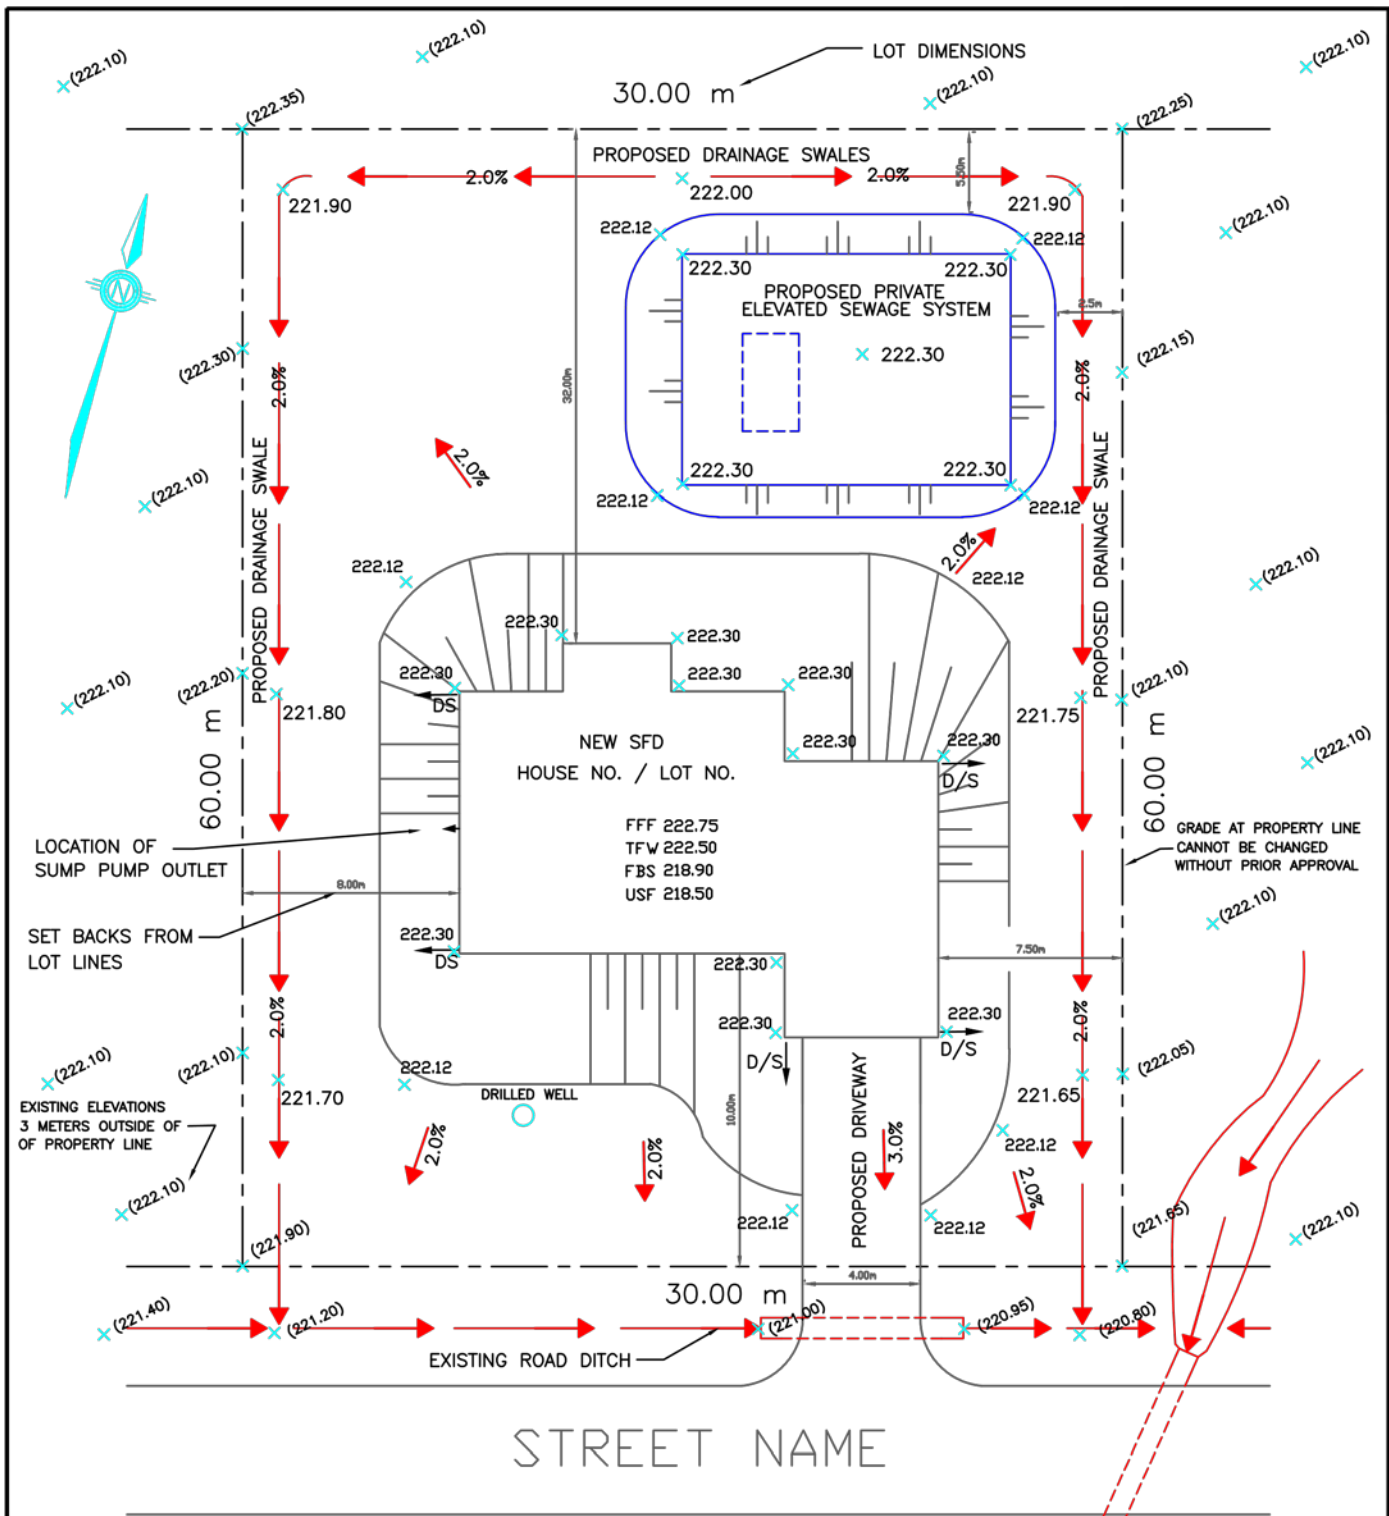 (222.10)
(222.10)
LOT DIMENSIONS
(222.10)
30.00 m
(222.10)
(222.35)
(222.25)
PROPOSED DRAINAGE SWALES
5.50m
2.0%
222.00
2.0%
221.90
221.90
222.12
222.12
(222.10)
222.30
222.30
N
PROPOSED PRIVATE
ELEVATED SEWAGE SYSTEM
2.5m
222.30
(222.30)
(222.15)
2.0%
32.00m
2.0%
2.0%
222.30
222.30
(222.10)
222.12
222.12
PROPOSED DRAINAGE SWALE
PROPOSED DRAINAGE SWALE
2.0%
222.12
222.12
(222.10)
222.30
222.30
222.30
222.30
222.30
(222.20)
(222.10)
(222.10)
DS
221.80
221.75
NEW SFD
222.30
222.30
(222.10)
HOUSE NO. / LOT NO.
D/S
60.00 m
60.00 m
FFF 222.75
TFW 222.50
FBS 218.90
USF 218.50
GRADE AT PROPERTY LINE
CANNOT BE CHANGED
WITHOUT PRIOR APPROVAL
LOCATION OF
SUMP PUMP OUTLET
8.00m
(222.10)
SET BACKS FROM
LOT LINES
222.30
DS
222.30
7.50m
2.0%
2.0%
222.30
222.30
D/S
D/S
(222.10)
(222.10)
222.12
(222.05)
221.70
DRILLED WELL
221.65
EXISTING ELEVATIONS
3 METERS OUTSIDE OF
OF PROPERTY LINE
10.00m
PROPOSED DRIVEWAY
2.0%
2.0%
3.0%
222.12
2.0%
(222.10)
222.12
222.12
(221.90)
(221.65)
(222.10)
30.00 m
4.00m
(221.40)
(221.20)
(221.00)
(220.95)
(220.80)
EXISTING ROAD DITCH
STREET NAME